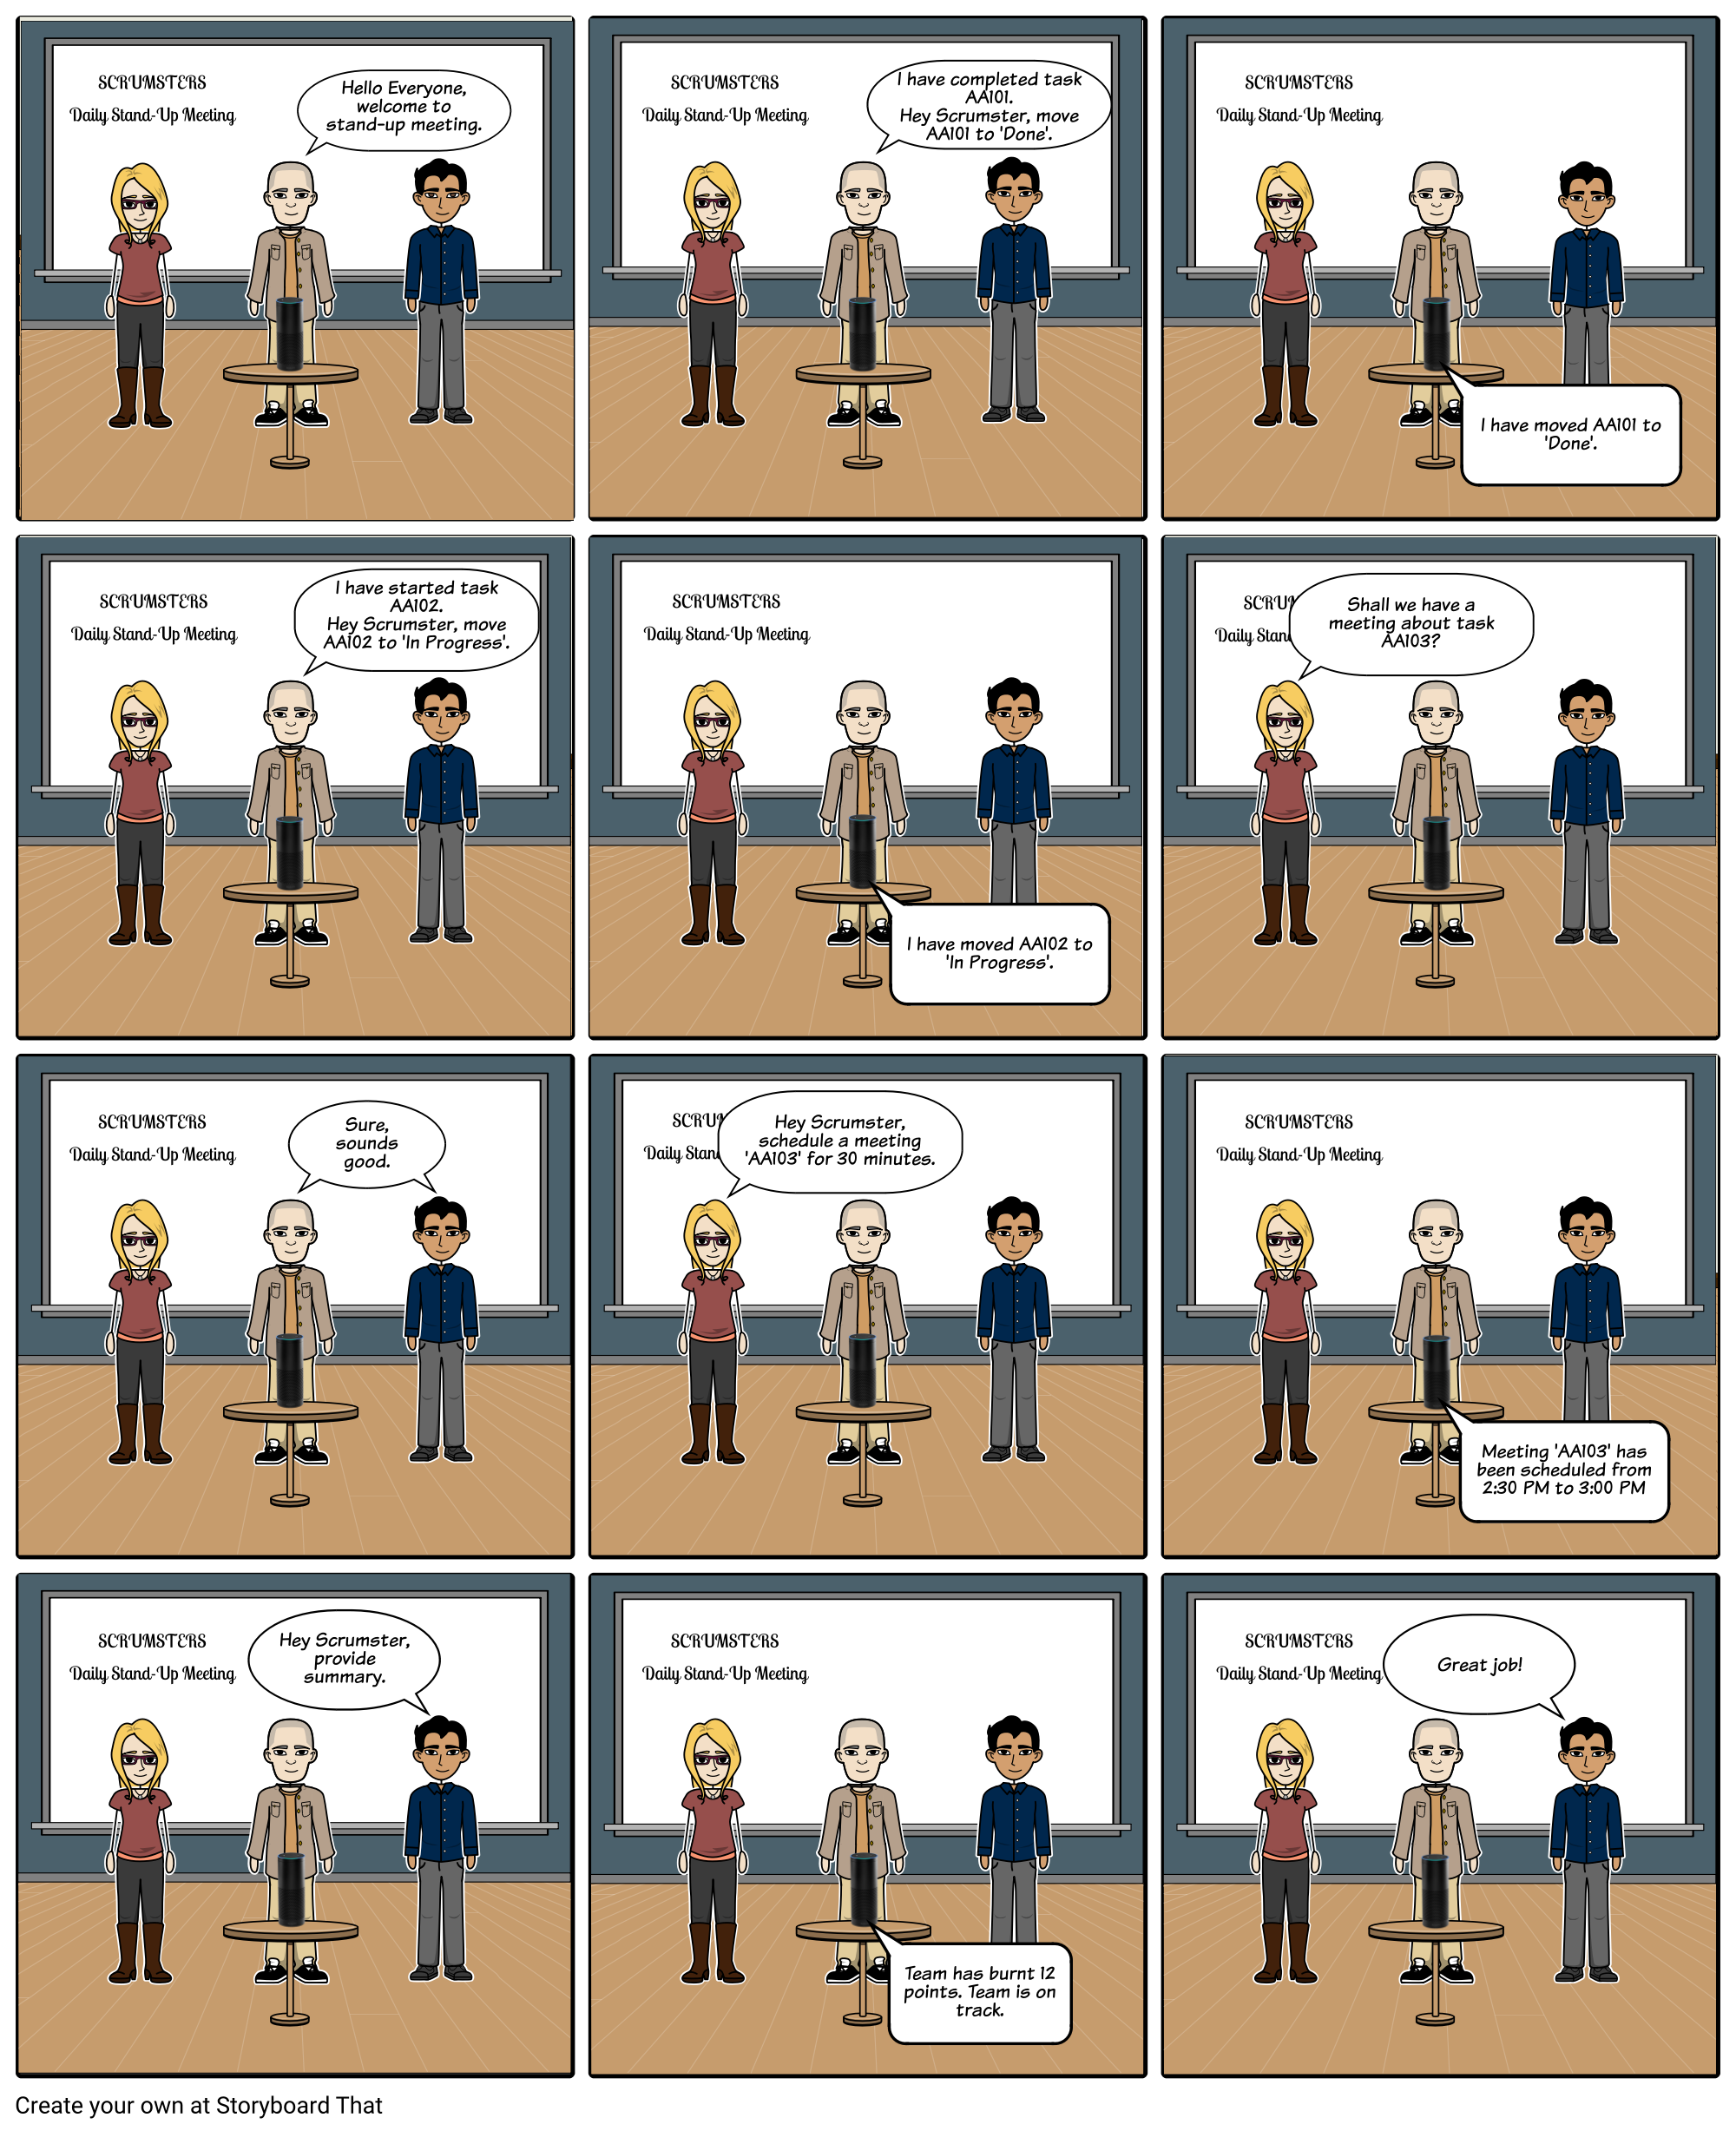 SCRUMSTERS
Daily Stand-Up Meeting
Hello Everyone,
welcome to
stand-up meeting.
SCRUMSTERS
Daily Stand-Up Meeting
I have completed task
AA101.
Hey Scrumster, move
AA101 to 'Done'.
SCRUMSTERS
Daily Stand-Up Meeting
I have moved AA101 to
'Done'.
SCRUMSTERS
Daily Stand-Up Meeting
I have started task
AA102.
Hey Scrumster, move
AA102 to 'In Progress'.
SCRUMSTERS
Daily Stand-Up Meeting
I have moved AA102 to
'In Progress'.
SCRUM
Daily Stan
Shall we have a
meeting about task
AA103?
SCRUMSTERS
Daily Stand-Up Meeting
Sure,
sounds
good.
SCRUM
Daily Stan
Hey Scrumster,
schedule a meeting
'AA103' for 30 minutes.
SCRUMSTERS
Daily Stand-Up Meeting
Meeting 'AA103' has
been scheduled from
2:30 PM to 3:00 PM
SCRUMSTERS
Daily Stand-Up Meeting
Hey Scrumster,
provide
summary.
SCRUMSTERS
Daily Stand-Up Meeting
Team has burnt 12
points. Team is on
track.
SCRUMSTERS
Daily Stand-Up Meeting
Great job!
Create your own at Storyboard That